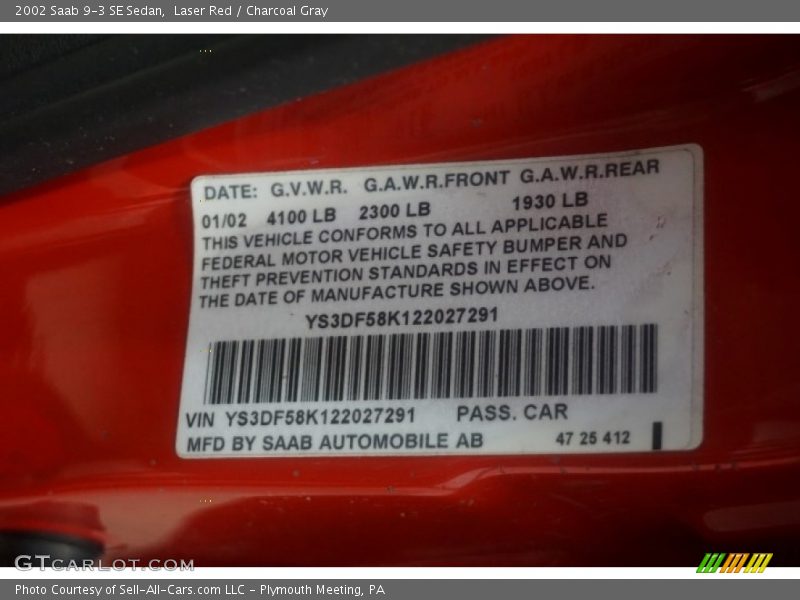 2002 Saab 9-3 SE Sedan,  Laser Red / Charcoal Gray
DATE: G.V.W.R. G.A.W.R.FRONT G.A.W.R.REAR
01/02 4100 LB 2300 LB 1930 LB
THIS VEHICLE CONFORMS TO ALL APPLICABLE
FEDERAL MOTOR VEHICLE SAFETY BUMPER AND
THEFT PREVENTION STANDARDS IN EFFECT ON
THE DATE OF MANUFACTURE SHOWN ABOVE.
YS3DF58K122027291
VIN YS3DF58K122027291 PASS. CAR
MFD BY SAAB AUTOMOBILE AB 47 25 412
GTCARLOT.COM
Photo Courtesy of Sell-All-Cars.com LLC - Plymouth Meeting, PA